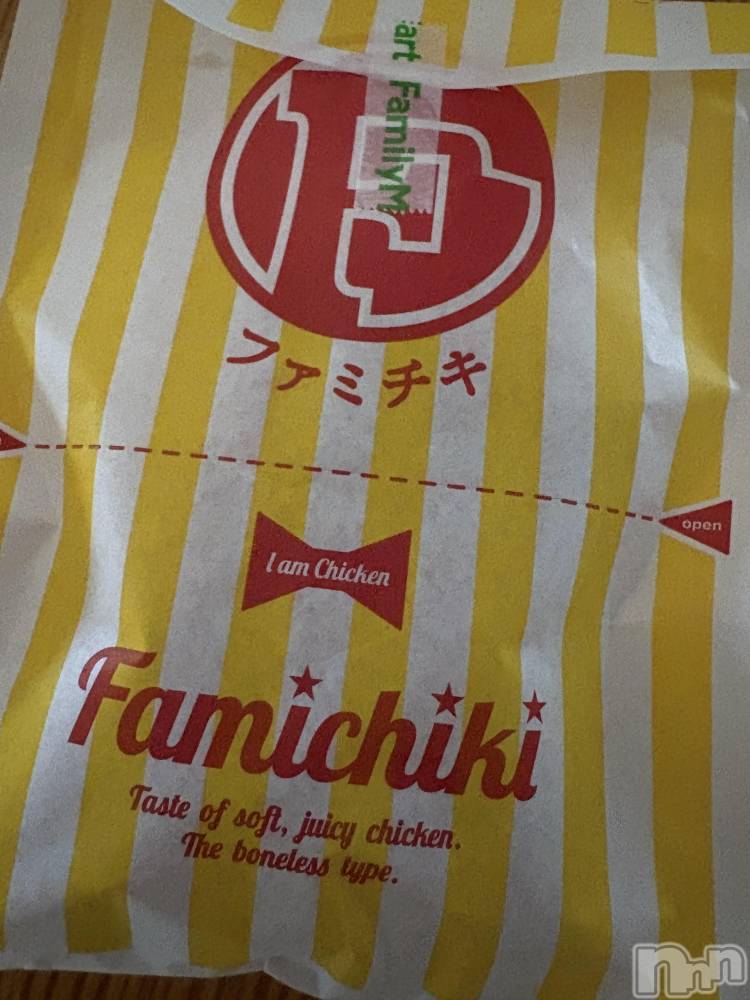 art FamilyM
ファミチキ
open
I am Chicken
Famichiki
Taste of soft, juicy chicken.
The boneless type.
nnn